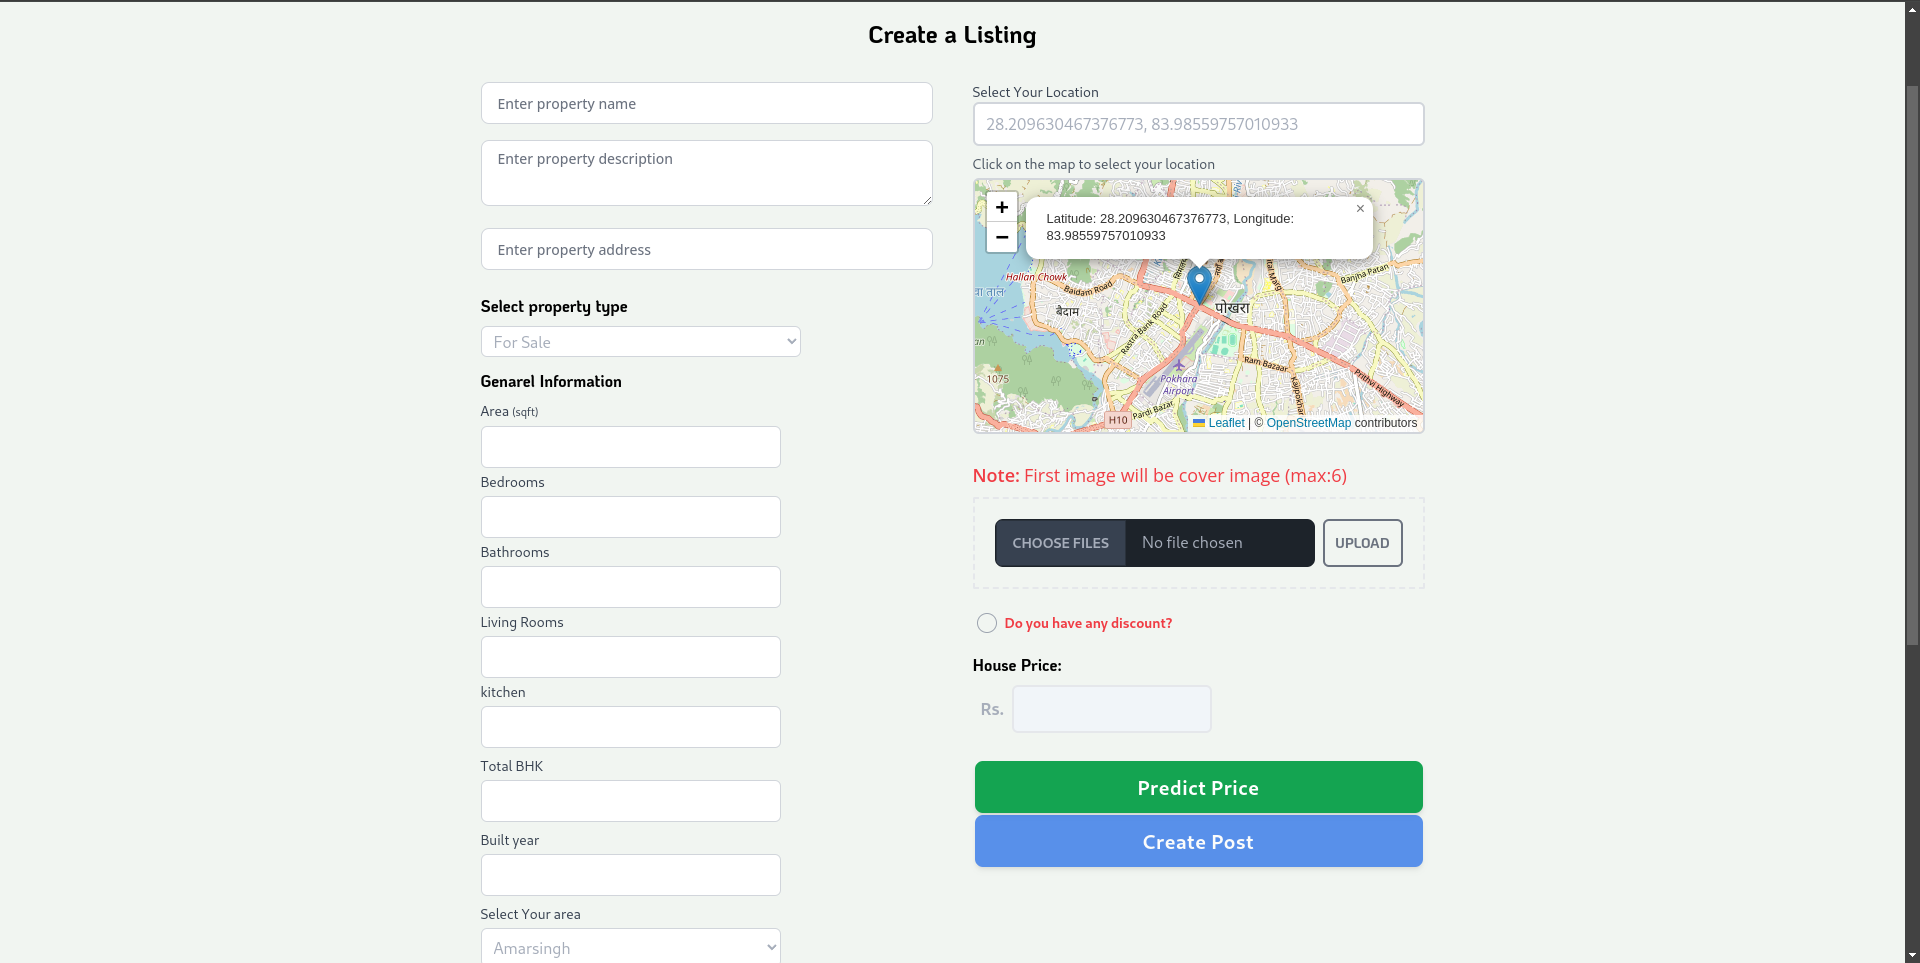 Create a Listing
Enter property name
Enter property description
Enter property address
Select property type
For Sale
Genarel Information
Area (sqft)
Bedrooms
Bathrooms
Living Rooms
kitchen
Total BHK
Built year
Select Your area
Amarsingh
Select Your Location
28.209630467376773, 83.98559757010933
Click on the map to select your location
+
−
Latitude: 28.209630467376773, Longitude:
83.98559757010933
×
Hallan Chowk
Baidam Road
Banjha Patan
बैदाम
पोखरा
Rastra Bank Road
Ram Bazaar
Prithvi Highway
1075
Pokhara
Airport
Pardi Bazar
H10
Leaflet | © OpenStreetMap contributors
Note: First image will be cover image (max:6)
CHOOSE FILES No file chosen UPLOAD
Do you have any discount?
House Price:
Rs.
Predict Price
Create Post